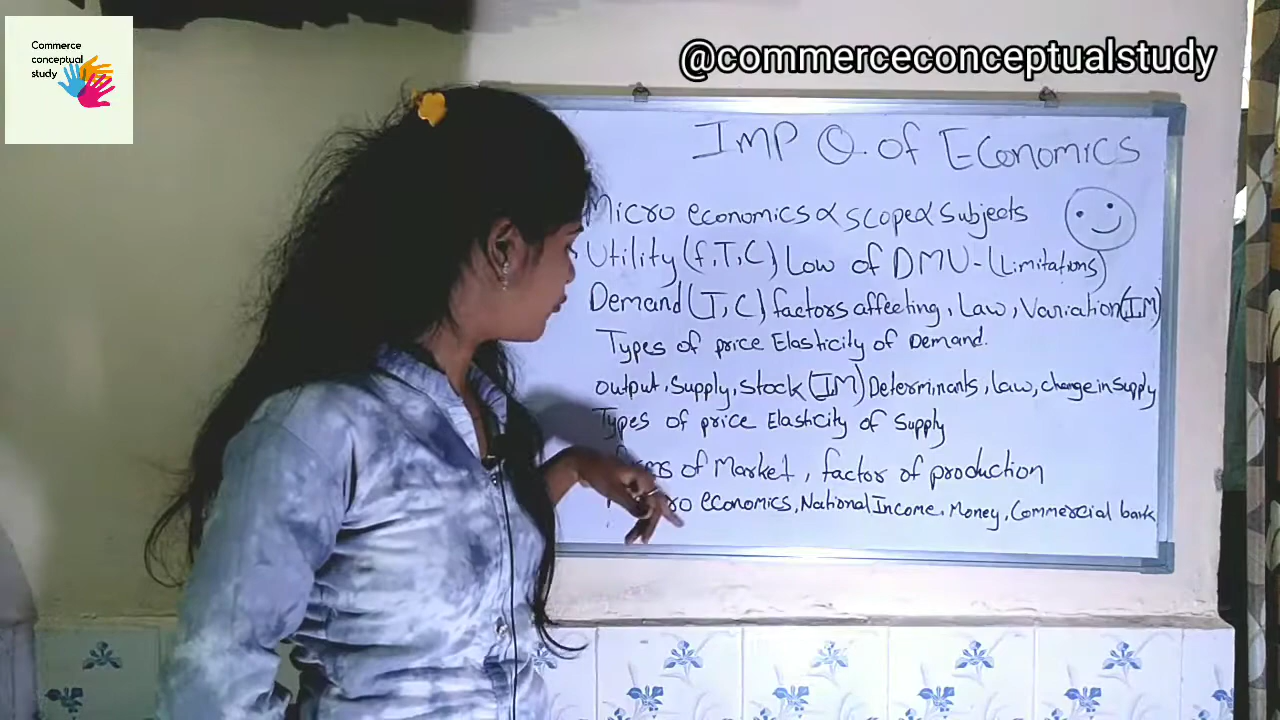 Commerce
conceptual
study
@commerceconceptualstudy
IMP Q. of Economics
Micro economics & scope & Subjects
Utility (f,T,C) Low of DMU-(Limitations)
Demand (T,C) factors affecting, Law, Variation(IM)
Types of price Elasticity of Demand.
output, Supply, stock (IM) Determinants, law, change in supply
Types of price Elasticity of Supply
of Market, factor of production
economics, National Income, Money, Commercial bank